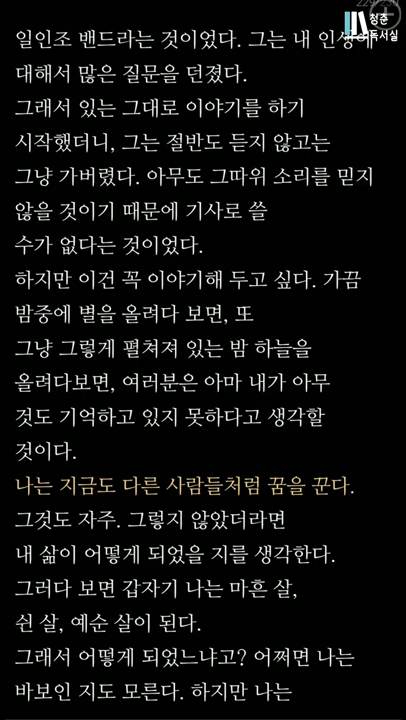 청춘
독서실
일인조 밴드라는 것이었다. 그는 내 인생에
대해서 많은 질문을 던졌다.
그래서 있는 그대로 이야기를 하기
시작했더니, 그는 절반도 듣지 않고는
그냥 가버렸다. 아무도 그따위 소리를 믿지
않을 것이기 때문에 기사로 쓸
수가 없다는 것이었다.
하지만 이건 꼭 이야기해 두고 싶다. 가끔
밤중에 별을 올려다 보면, 또
그냥 그렇게 펼쳐져 있는 밤 하늘을
올려다보면, 여러분은 아마 내가 아무
것도 기억하고 있지 못하다고 생각할
것이다.
나는 지금도 다른 사람들처럼 꿈을 꾼다.
그것도 자주. 그렇지 않았더라면
내 삶이 어떻게 되었을 지를 생각한다.
그러다 보면 갑자기 나는 마흔 살,
쉰 살, 예순 살이 된다.
그래서 어떻게 되었느냐고? 어쩌면 나는
바보인 지도 모른다. 하지만 나는